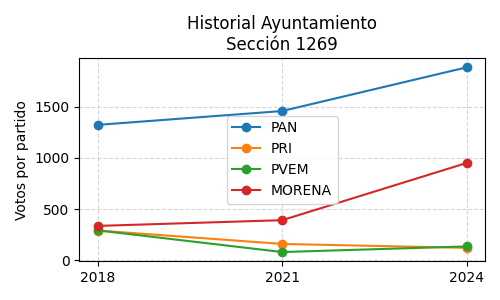 Historial Ayuntamiento
Sección 1269
Votos por partido
1500
1000
500
0
PAN
PRI
PVEM
MORENA
2018
2021
2024